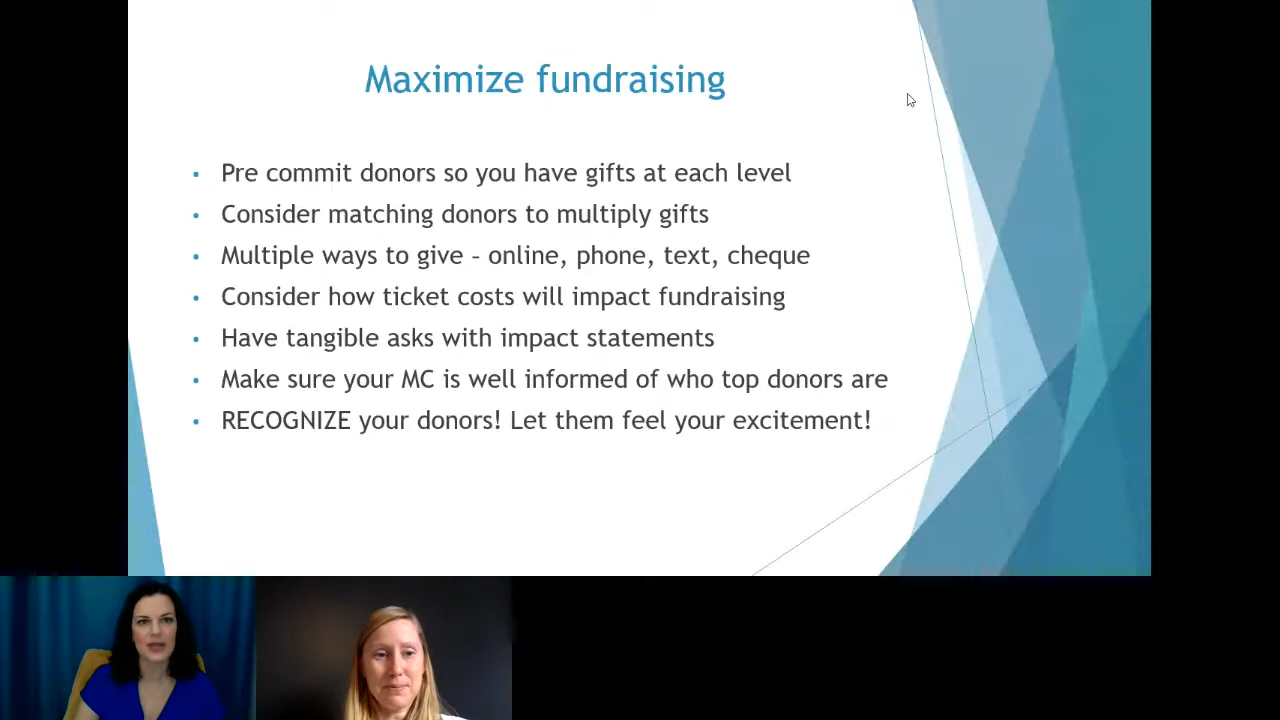 Maximize fundraising
• Pre commit donors so you have gifts at each level
• Consider matching donors to multiply gifts
• Multiple ways to give – online, phone, text, cheque
• Consider how ticket costs will impact fundraising
• Have tangible asks with impact statements
• Make sure your MC is well informed of who top donors are
• RECOGNIZE your donors! Let them feel your excitement!